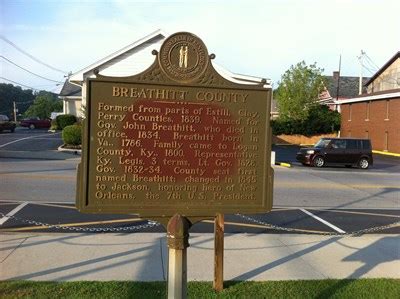 BREATHITT COUNTY
Formed from parts of Estill, Clay,
Perry Counties, 1839. Named for
Gov. John Breathitt, who died in
office, 1834. Breathitt born in
Va., 1786. Family came to Logan
County, Ky., 1800. Representative
Ky. Legis. 3 terms, Lt. Gov. 1828,
Gov. 1832-34. County seat first
named Breathitt; changed in 1845
to Jackson, honoring hero of New
Orleans, the 7th U.S. President.